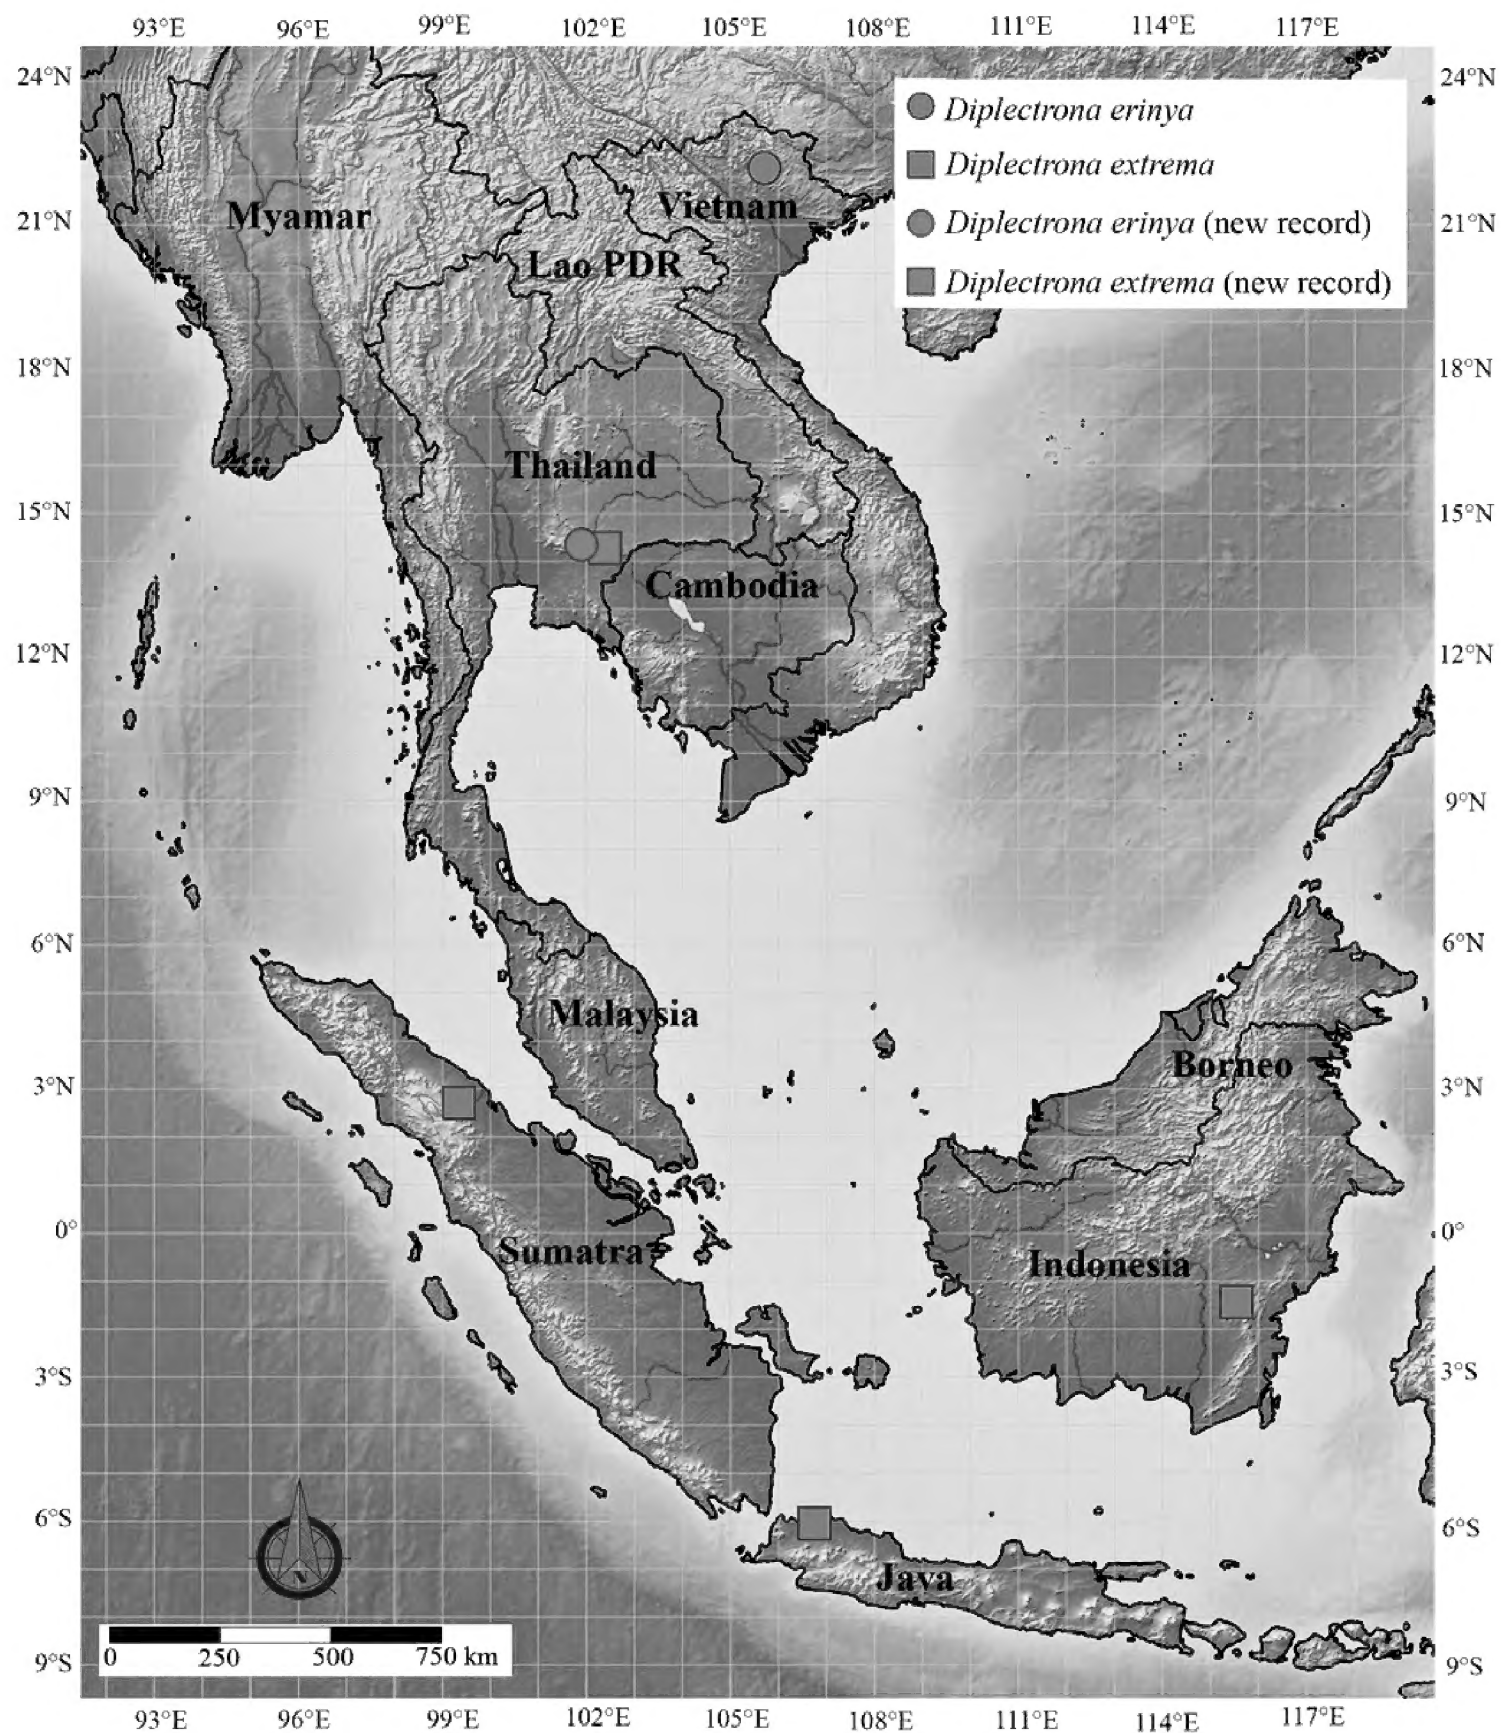 93°E 96°E 99°E 102°E 105°E 108°E 111°E 114°E 117°E
24°N 24°N
Diplectrona erinya
Diplectrona extrema
Diplectrona erinya (new record)
Diplectrona extrema (new record)
Myamar Vietnam
21°N 21°N
Lao PDR
18°N 18°N
Thailand
15°N 15°N
Cambodia
12°N 12°N
9°N 9°N
6°N 6°N
Malaysia
Borneo
3°N 3°N
0° 0°
Sumatra Indonesia
3°S 3°S
6°S 6°S
N
Java
0 250 500 750 km
9°S 9°S
93°E 96°E 99°E 102°E 105°E 108°E 111°E 114°E 117°E